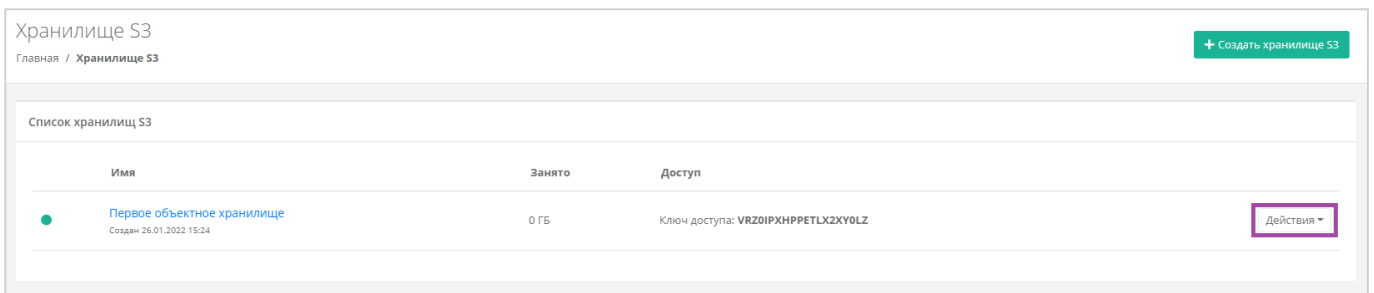 Хранилище S3
+ Создать хранилище S3
Главная / Хранилище S3
Список хранилищ S3
Имя Занято Доступ
Первое объектное хранилище 0 ГБ Ключ доступа: VRZ0IPXHPPETLX2XY0LZ Действия
Создан 26.01.2022 15:24